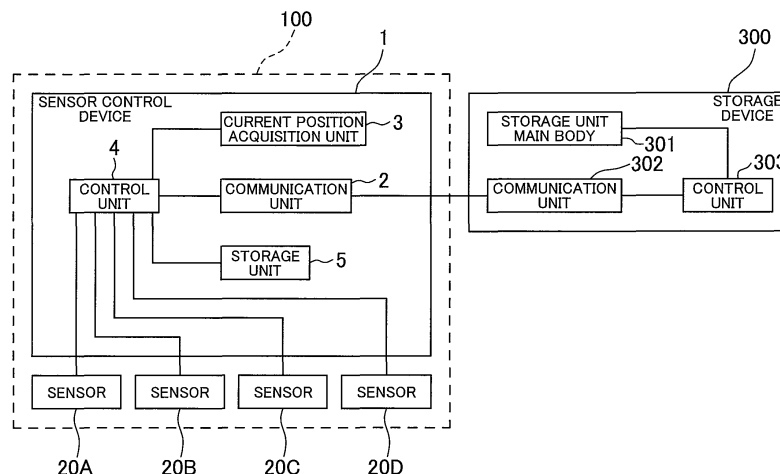 100
1
300
SENSOR CONTROL
DEVICE
STORAGE
DEVICE
CURRENT POSITION
ACQUISITION UNIT
3
STORAGE UNIT
MAIN BODY
301
4
302
303
CONTROL
UNIT
COMMUNICATION
UNIT
2
COMMUNICATION
UNIT
CONTROL
UNIT
STORAGE
UNIT
5
SENSOR
SENSOR
SENSOR
SENSOR
20A
20B
20C
20D